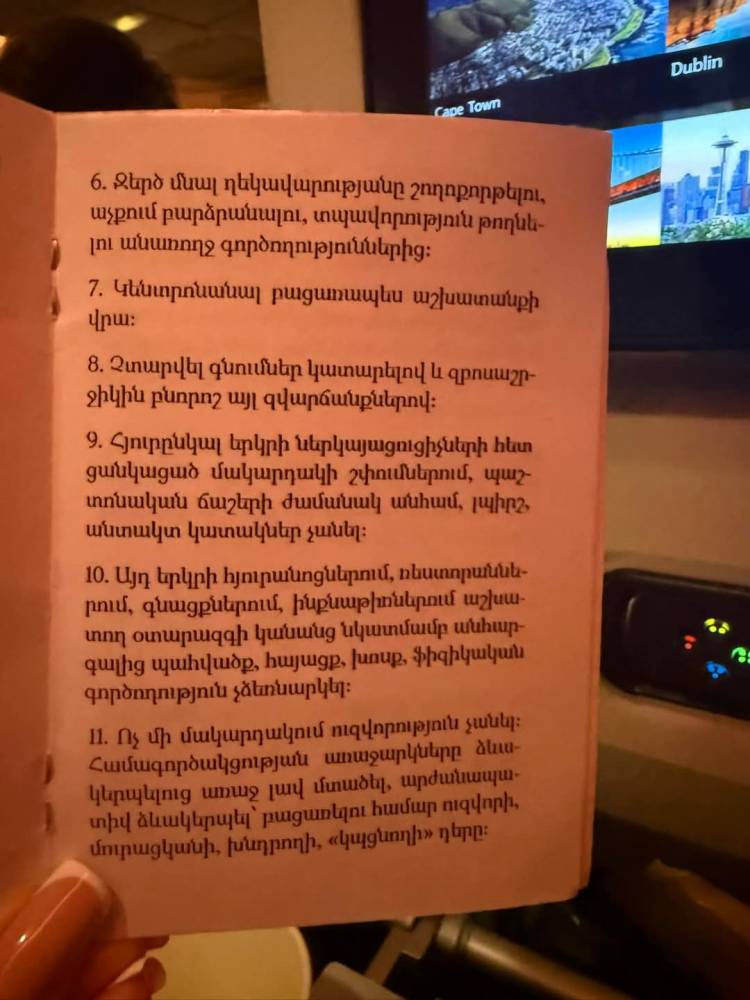 Cape Town
Dublin
6. Զերծ մնալ ղեկավարությանը շողոքորթելու,
աչքում բարձրանալու, տպավորություն թողնե-
լու անառողջ գործողություններից:
7. Կենտրոնանալ բացառապես աշխատանքի
վրա:
8. Չտարվել գնումներ կատարելով և զբոսաշր-
ջիկին բնորոշ այլ զվարճանքներով:
9. Հյուրընկալ երկրի ներկայացուցիչների հետ
ցանկացած մակարդակի շփումներում, պաշ-
տոնական ճաշերի ժամանակ անհամ, լպիրշ,
անտակտ կատակներ չանել:
10. Այդ երկրի հյուրանոցներում, ռեստորաննե-
րում, գնացքներում, ինքնաթիռներում աշխա-
տող օտարազգի կանանց նկատմամբ անհար-
գալից պահվածք, հայացք, խոսք, ֆիզիկական
գործողություն չձեռնարկել:
11. Ոչ մի մակարդակում ուզվորություն չանել:
Համագործակցության առաջարկները ձևա-
կերպելուց առաջ լավ մտածել, արժանապա-
տիվ ձևակերպել՝ բացառելու համար ուզվորի,
մուրացկանի, խնդրողի, «կպցնողի» դերը: